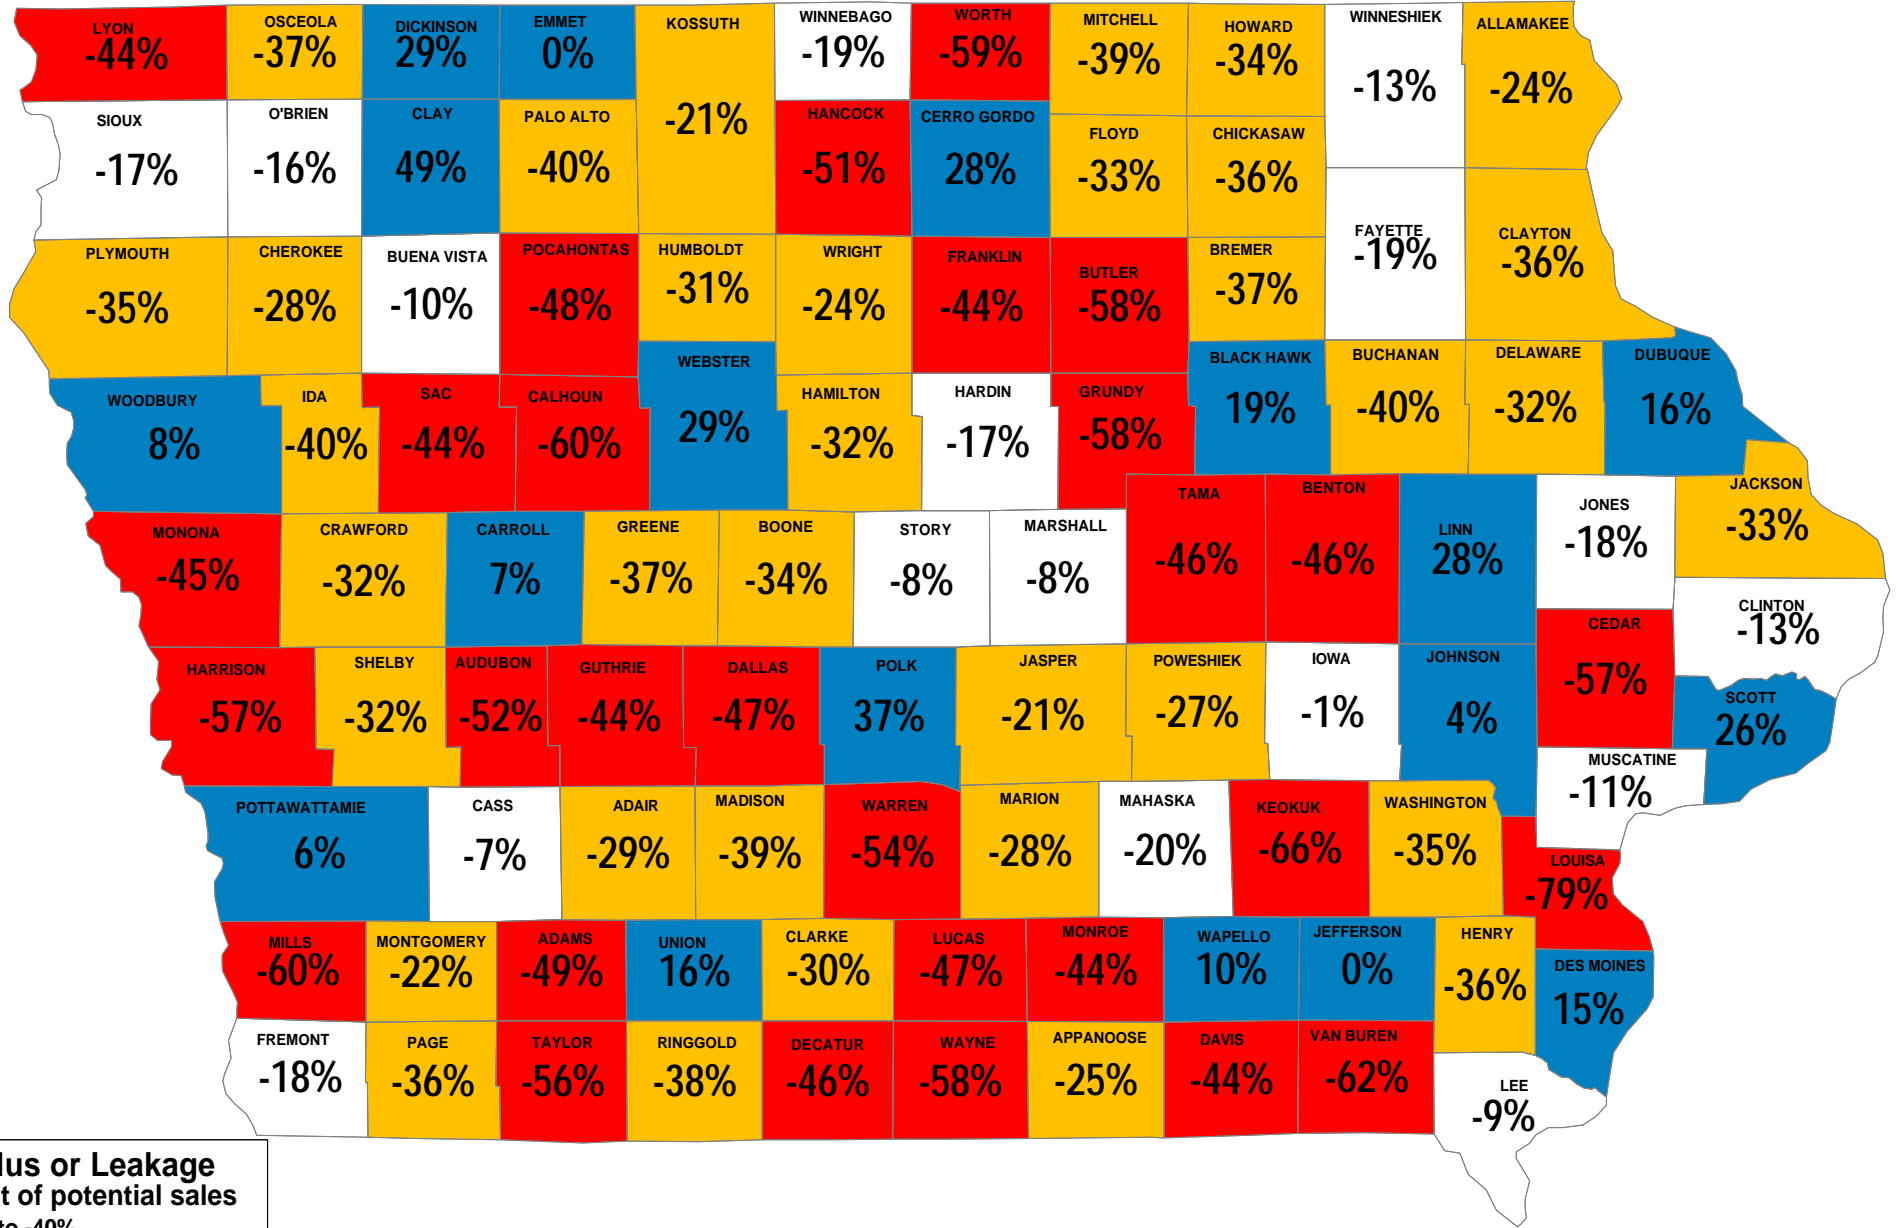 LYON
-44%
OSCEOLA
-37%
DICKINSON
29%
EMMET
0%
KOSSUTH
-21%
WINNEBAGO
-19%
WORTH
-59%
MITCHELL
-39%
HOWARD
-34%
WINNESHIEK
-13%
ALLAMAKEE
-24%
SIOUX
-17%
O'BRIEN
-16%
CLAY
49%
PALO ALTO
-40%
HANCOCK
-51%
CERRO GORDO
28%
FLOYD
-33%
CHICKASAW
-36%
PLYMOUTH
-35%
CHEROKEE
-28%
BUENA VISTA
-10%
POCAHONTAS
-48%
HUMBOLDT
-31%
WRIGHT
-24%
FRANKLIN
-44%
BUTLER
-58%
BREMER
-37%
FAYETTE
-19%
CLAYTON
-36%
WOODBURY
8%
IDA
-40%
SAC
-44%
CALHOUN
-60%
WEBSTER
29%
HAMILTON
-32%
HARDIN
-17%
GRUNDY
-58%
BLACK HAWK
19%
BUCHANAN
-40%
DELAWARE
-32%
DUBUQUE
16%
MONONA
-45%
CRAWFORD
-32%
CARROLL
7%
GREENE
-37%
BOONE
-34%
STORY
-8%
MARSHALL
-8%
TAMA
-46%
BENTON
-46%
LINN
28%
JONES
-18%
JACKSON
-33%
CLINTON
-13%
CEDAR
-57%
HARRISON
-57%
SHELBY
-32%
AUDUBON
-52%
GUTHRIE
-44%
DALLAS
-47%
POLK
37%
JASPER
-21%
POWESHIEK
-27%
IOWA
-1%
JOHNSON
4%
SCOTT
26%
MUSCATINE
-11%
POTTAWATTAMIE
6%
CASS
-7%
ADAIR
-29%
MADISON
-39%
WARREN
-54%
MARION
-28%
MAHASKA
-20%
KEOKUK
-66%
WASHINGTON
-35%
LOUISA
-79%
MILLS
-60%
MONTGOMERY
-22%
ADAMS
-49%
UNION
16%
CLARKE
-30%
LUCAS
-47%
MONROE
-44%
WAPELLO
10%
JEFFERSON
0%
HENRY
-36%
DES MOINES
15%
FREMONT
-18%
PAGE
-36%
TAYLOR
-56%
RINGGOLD
-38%
DECATUR
-46%
WAYNE
-58%
APPANOOSE
-25%
DAVIS
-44%
VAN BUREN
-62%
LEE
-9%
lus or Leakage
t of potential sales